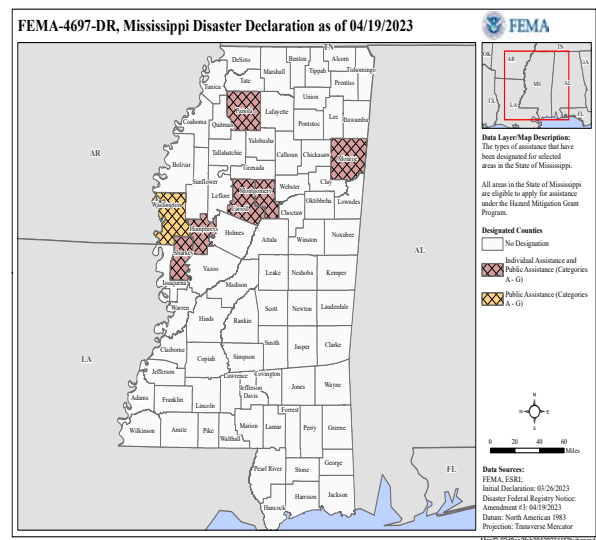 FEMA-4697-DR, Mississippi Disaster Declaration as of 04/19/2023
FEMA
TN
DeSoto
Benton
Alcorn
Marshall
Tippah
Tishomingo
Tunica
Tate
Prentiss
Union
Panola
Lafayette
Lee
Itawamba
Coahoma
Quitman
Pontotoc
Yalobusha
Tallahatchie
Calhoun
Chickasaw
Monroe
Bolivar
Grenada
Sunflower
Clay
Leflore
Montgomery
Webster
Lowndes
Washington
Carroll
Oktibbeha
Choctaw
Humphreys
Holmes
Noxubee
Attala
Winston
Sharkey
Yazoo
Issaquena
Leake
Neshoba
Kemper
Madison
Warren
Scott
Newton
Lauderdale
Hinds
Rankin
Smith
Jasper
Clarke
Claiborne
Copiah
Simpson
Jefferson
Lawrence
Covington
Jefferson
Davis
Jones
Wayne
Adams
Franklin
Lincoln
Forrest
Wilkinson
Amite
Pike
Walthall
Marion
Lamar
Perry
Greene
Pearl River
Stone
George
Harrison
Jackson
Hancock
AR
AL
LA
FL
OK
AR
TN
GA
MS
AL
TX
LA
FL
Data Layer/Map Description:
The types of assistance that have
been designated for selected
areas in the State of Mississippi.
All areas in the State of Mississippi
are eligible to apply for assistance
under the Hazard Mitigation Grant
Program.
Designated Counties
No Designation
Individual Assistance and
Public Assistance (Categories
A - G)
Public Assistance (Categories
A - G)
N
W
E
S
0 20 40 60
Miles
Data Sources:
FEMA, ESRI;
Initial Declaration: 03/26/2023
Disaster Federal Registry Notice:
Amendment #3: 04/19/2023
Datum: North American 1983
Projection: Transverse Mercator